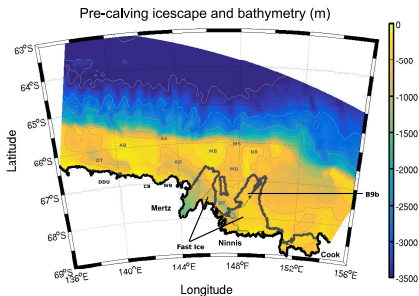 Pre-calving icescape and bathymetry (m)
63°S
64°S
65°S
66°S
67°S
68°S
69°S
Latitude
AB
AB
MB
MS
NB
DT
AD
MD
DDU
CB
WB
B9b
Mertz
Fast Ice
Ninnis
Cook
136°E
140°E
144°E
148°E
152°E
156°E
Longitude
0
-500
-1000
-1500
-2000
-2500
-3000
-3500